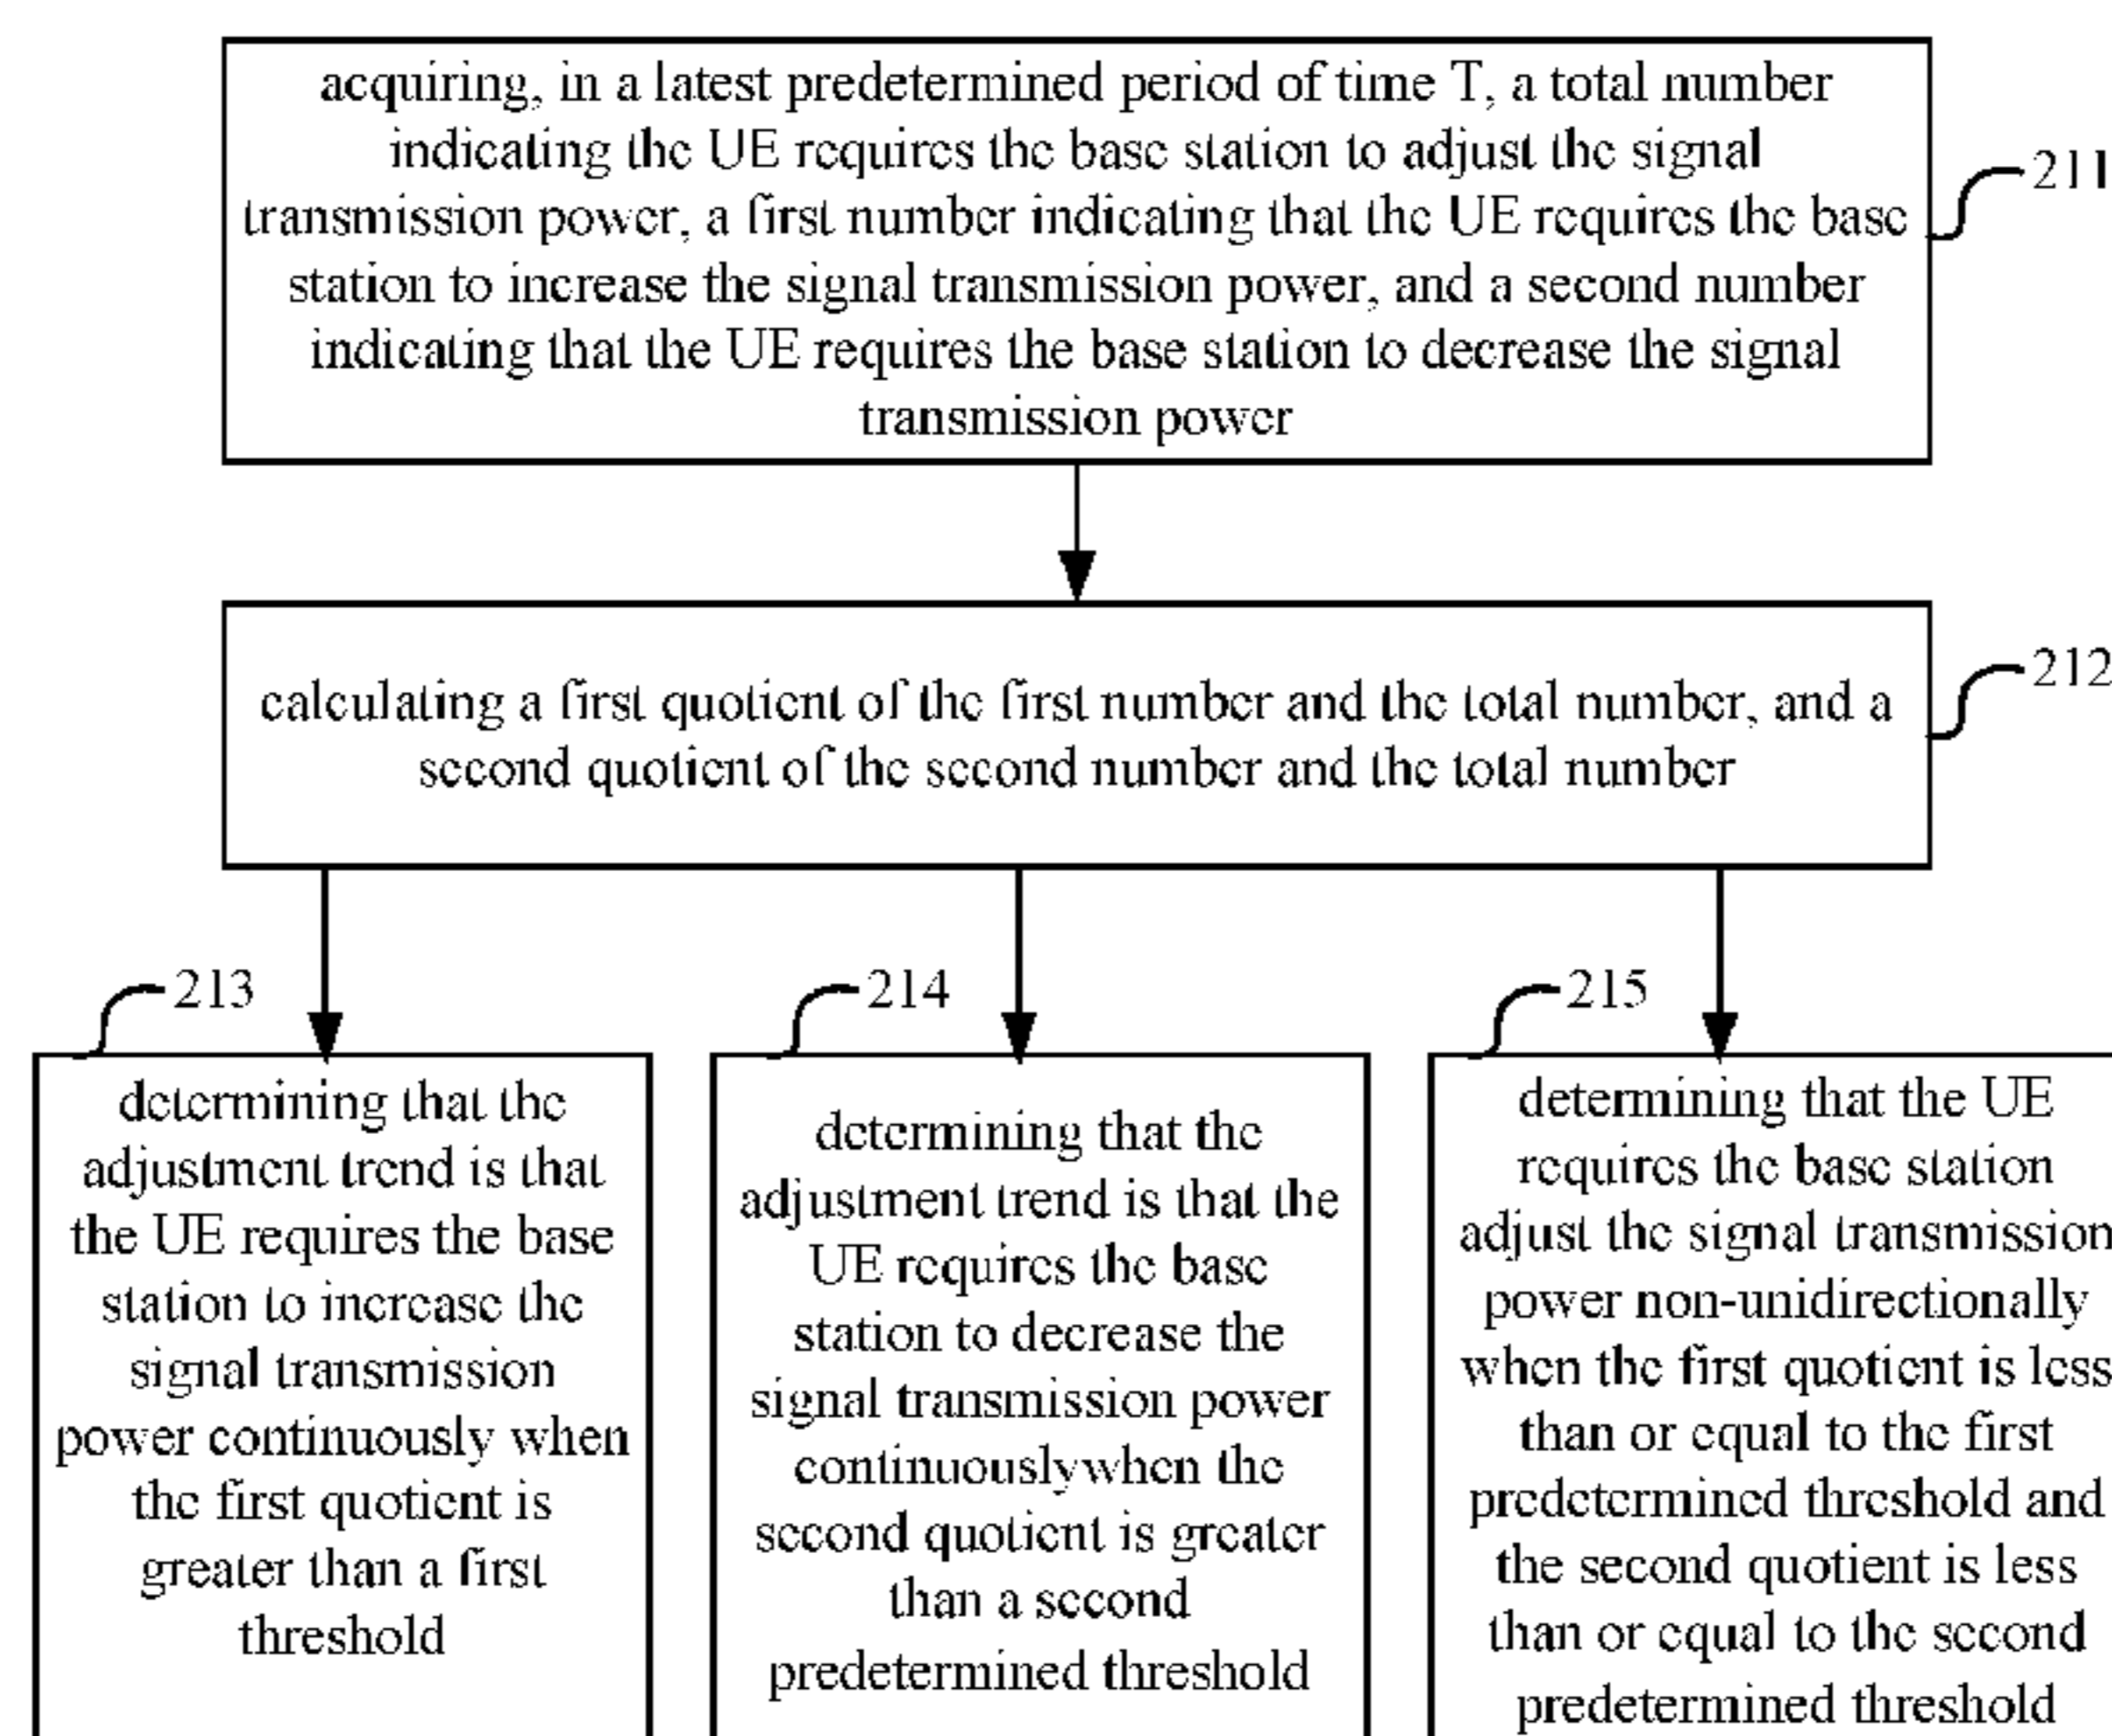 acquiring, in a latest predetermined period of time T, a total number
indicating the UE requires the base station to adjust the signal
transmission power, a first number indicating that the UE requires the base
station to increase the signal transmission power, and a second number
indicating that the UE requires the base station to decrease the signal
transmission power
211
calculating a first quotient of the first number and the total number, and a
second quotient of the second number and the total number
212
213
determining that the
adjustment trend is that
the UE requires the base
station to increase the
signal transmission
power continuously when
the first quotient is
greater than a first
threshold
214
determining that the
adjustment trend is that the
UE requires the base
station to decrease the
signal transmission power
continuouslywhen the
second quotient is greater
than a second
predetermined threshold
215
determining that the UE
requires the base station
adjust the signal transmission
power non-unidirectionally
when the first quotient is less
than or equal to the first
predetermined threshold and
the second quotient is less
than or equal to the second
predetermined threshold